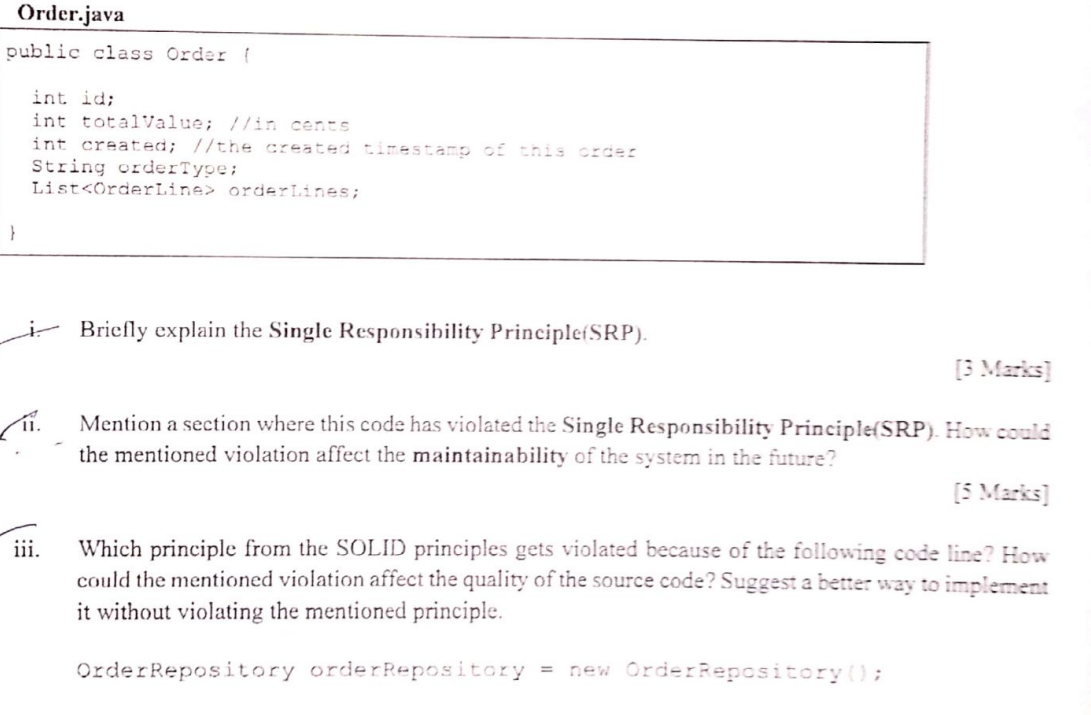 Order.java
public class Order {
int id;
int totalValue; //in cents
int created; //the created timestamp of this order
String orderType;
List<OrderLine> orderLines;
}
i. Briefly explain the Single Responsibility Principle(SRP).
[3 Marks]
ii. Mention a section where this code has violated the Single Responsibility Principle(SRP). How could
the mentioned violation affect the maintainability of the system in the future?
[5 Marks]
iii. Which principle from the SOLID principles gets violated because of the following code line? How
could the mentioned violation affect the quality of the source code? Suggest a better way to implement
it without violating the mentioned principle.
OrderRepository orderRepository = new OrderRepository();